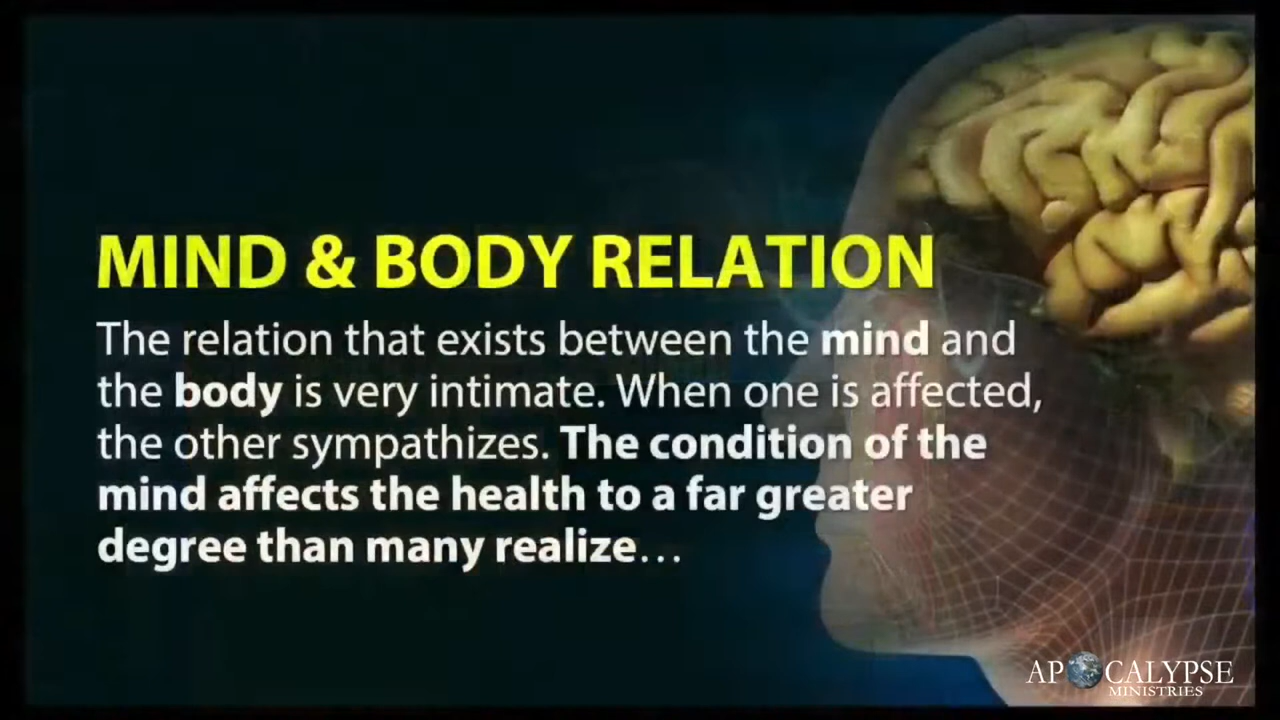 MIND & BODY RELATION
The relation that exists between the mind and
the body is very intimate. When one is affected,
the other sympathizes. The condition of the
mind affects the health to a far greater
degree than many realize…
APOCALYPSE
MINISTRIES